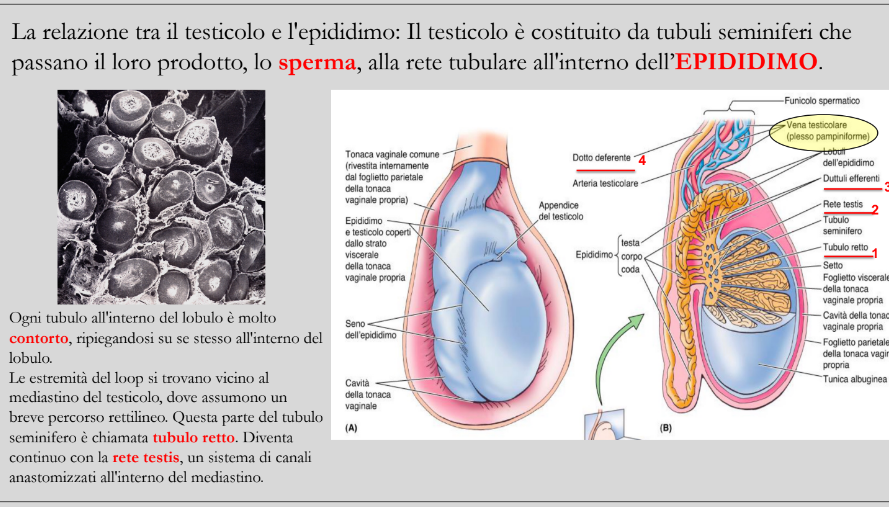 La relazione tra il testicolo e l'epididimo: Il testicolo è costituito da tubuli seminiferi che
passano il loro prodotto, lo sperma, alla rete tubulare all'interno dell'EPIDIDIMO.
Ogni tubulo all'interno del lobulo è molto
contorto, ripiegandosi su se stesso all'interno del
lobulo.
Le estremità del loop si trovano vicino al
mediastino del testicolo, dove assumono un
breve percorso rettilineo. Questa parte del tubulo
seminifero è chiamata tubulo retto. Diventa
continuo con la rete testis, un sistema di canali
anastomizzati all'interno del mediastino.
Tonaca vaginale comune
(rivestita internamente
dal foglietto parietale
della tonaca
vaginale propria)
Epididimo
e testicolo coperti
dallo strato
viscerale
della tonaca
vaginale propria
Seno
dell'epididimo
Cavità
della tonaca
vaginale
(A)
Appendice
del testicolo
Dotto deferente 4
Arteria testicolare
Epididimo
testa
corpo
coda
(B)
Funicolo spermatico
Vena testicolare
(plesso pampiniforme)
Lobuli
dell'epididimo
Duttuli efferenti
3
Rete testis 2
Tubulo
seminifero
Tubulo retto 1
Setto
Foglietto viscerale
della tonaca
vaginale propria
Cavità della
vaginale propria
Foglietto parietale
della tonaca
propria
Tunica albuginea